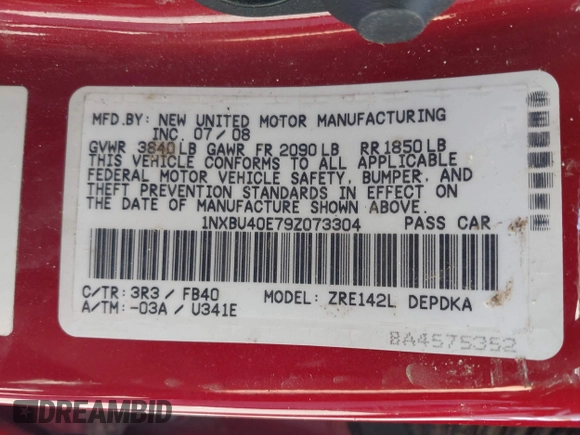 MFD.BY: NEW UNITED MOTOR MANUFACTURING
INC. 07/08
GVWR 3840 LB GAWR FR 2090 LB RR 1850 LB
THIS VEHICLE CONFORMS TO ALL APPLICABLE
FEDERAL MOTOR VEHICLE SAFETY, BUMPER, AND
THEFT PREVENTION STANDARDS IN EFFECT ON
THE DATE OF MANUFACTURE SHOWN ABOVE.
1NXBU40E79Z073304 PASS CAR
C/TR: 3R3 / FB40 MODEL: ZRE142L DEPDKA
A/TM: -03A / U341E
BA4575352
DREAMBID